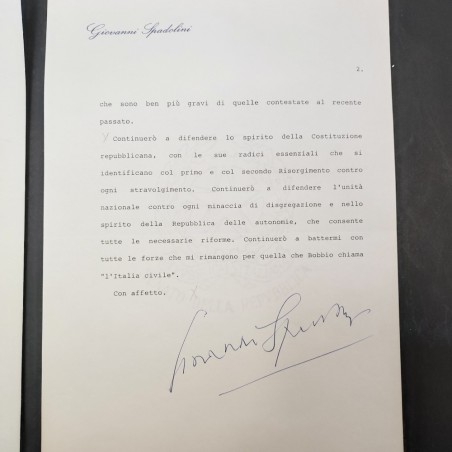 Giovanni Spadolini
2.
che sono ben più gravi di quelle contestate al recente
passato.
Continuerò a difendere lo spirito della Costituzione
repubblicana, con le sue radici essenziali che si
identificano col primo e col secondo Risorgimento contro
ogni stravolgimento. Continuerò a difendere l'unità
nazionale contro ogni minaccia di disgregazione e nello
spirito della Repubblica delle autonomie, che consente
tutte le necessarie riforme. Continuerò a battermi con
tutte le forze che mi rimangono per quella che Bobbio chiama
"l'Italia civile".
Con affetto.
Giovanni Spadolini